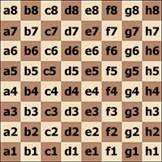 a8 b8 c8 d8 e8 f8 g8 h8
a7 b7 c7 d7 e7 f7 g7 h7
a6 b6 c6 d6 e6 f6 g6 h6
a5 b5 c5 d5 e5 f5 g5 h5
a4 b4 c4 d4 e4 f4 g4 h4
a3 b3 c3 d3 e3 f3 g3 h3
a2 b2 c2 d2 e2 f2 g2 h2
a1 b1 c1 d1 e1 f1 g1 h1